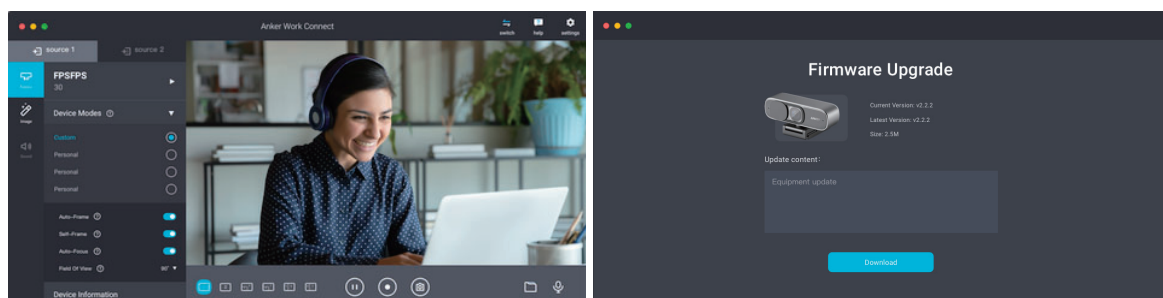 Anker Work Connect
switch
help
settings
source 1
source 2
FPSFPS
30
Device Modes
Image
Custom
Personal
Personal
Personal
Auto-Frame
Self-Frame
Auto-Focus
Field Of View
90°
Device Information
Firmware Upgrade
Current Version: v2.2.2
Latest Version: v2.2.2
Size: 2.5M
Update content:
Equipment update
Download